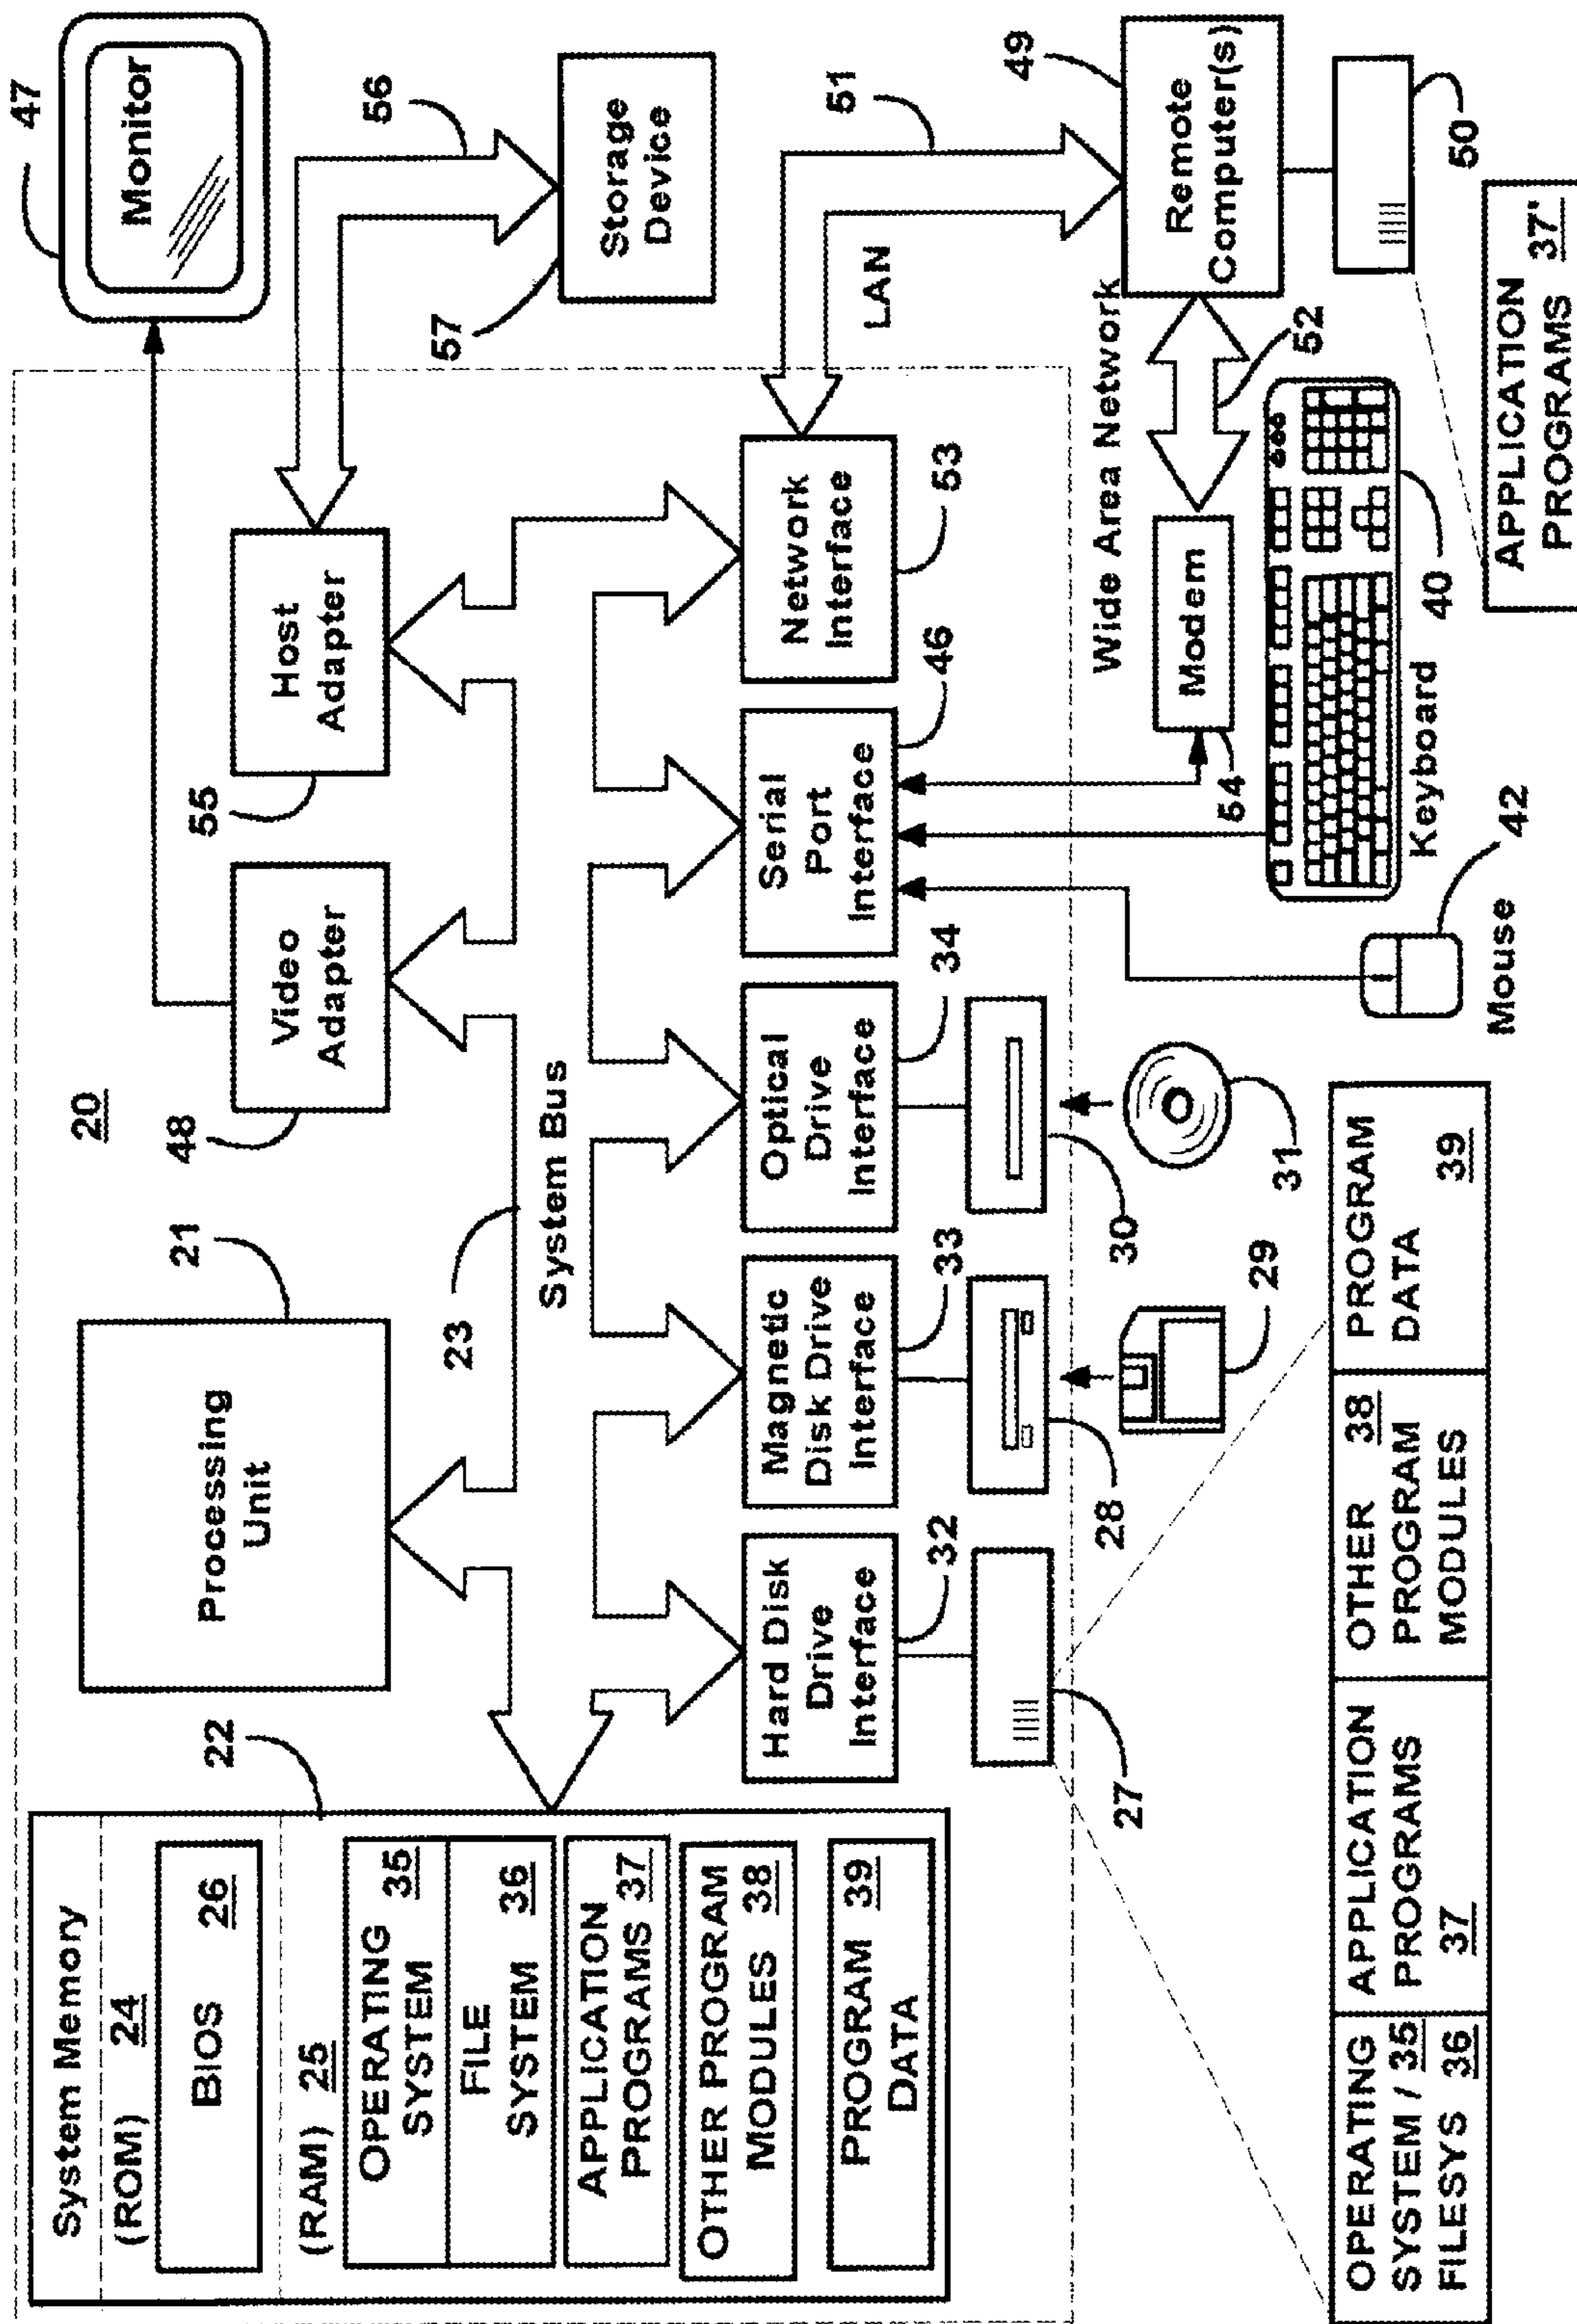 System Memory
(ROM) 24
BIOS 26
(RAM) 25
OPERATING
SYSTEM 35
FILE
SYSTEM 36
APPLICATION
PROGRAMS 37
OTHER PROGRAM
MODULES 38
PROGRAM 39
DATA
22
Processing
Unit
21
20
48
Video
Adapter
55
Host
Adapter
47
Monitor
56
57
Storage
Device
23
System Bus
Hard Disk
Drive
Interface
32
Magnetic
Disk Drive
Interface
33
Optical
Drive
Interface
34
Serial
Port
Interface
46
Network
Interface
53
LAN
51
27
28
29
30
31
Wide Area Network
Modem
54
52
49
Remote
Computer(s)
50
40
Keyboard
42
Mouse
OPERATING
SYSTEM / 35
FILESYS 36
APPLICATION
PROGRAMS
37
OTHER 38
PROGRAM
MODULES
PROGRAM
DATA 39
APPLICATION
PROGRAMS 37'